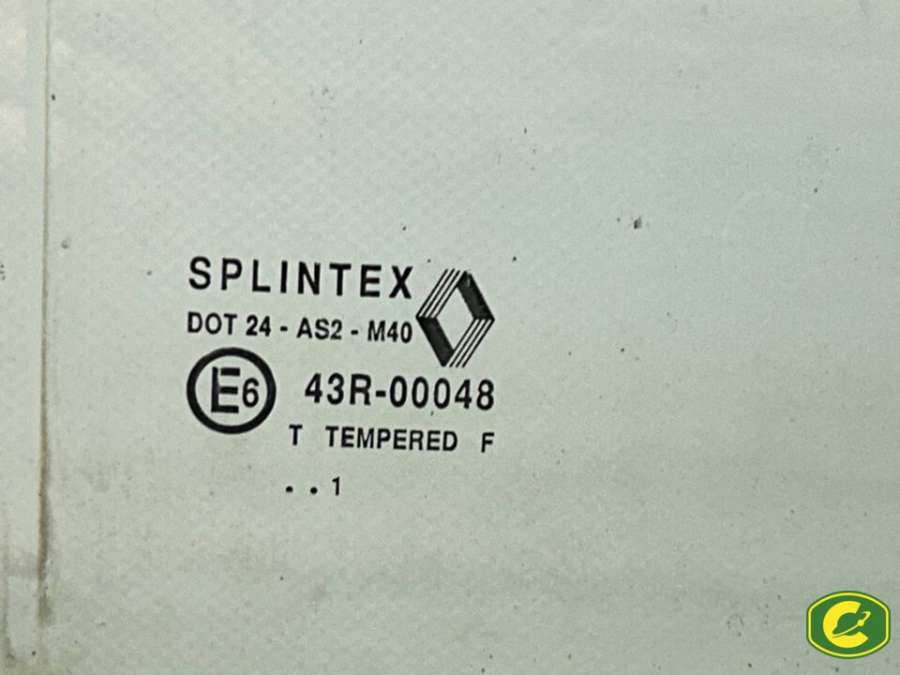 SPLINTEX
DOT 24 - AS2 - M40
E6 43R-00048
T TEMPERED F
. . 1